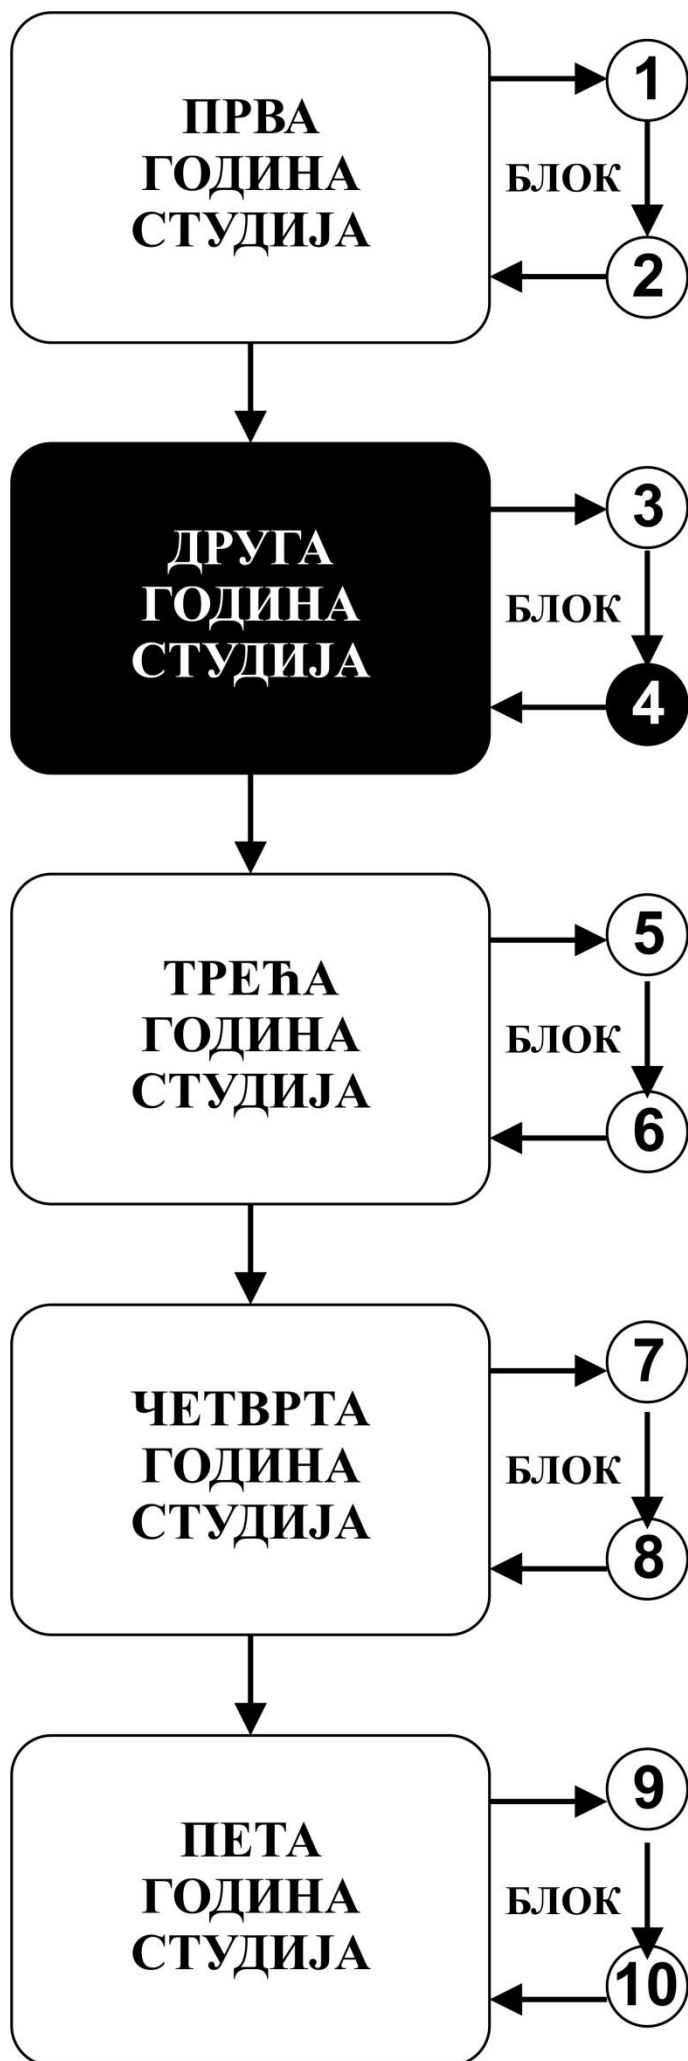 ПРВА
ГОДИНА
СТУДИЈА
1
БЛОК
2
ДРУГА
ГОДИНА
СТУДИЈА
3
БЛОК
4
ТРЕЋА
ГОДИНА
СТУДИЈА
5
БЛОК
6
ЧЕТВРТА
ГОДИНА
СТУДИЈА
7
БЛОК
8
ПЕТА
ГОДИНА
СТУДИЈА
9
БЛОК
10